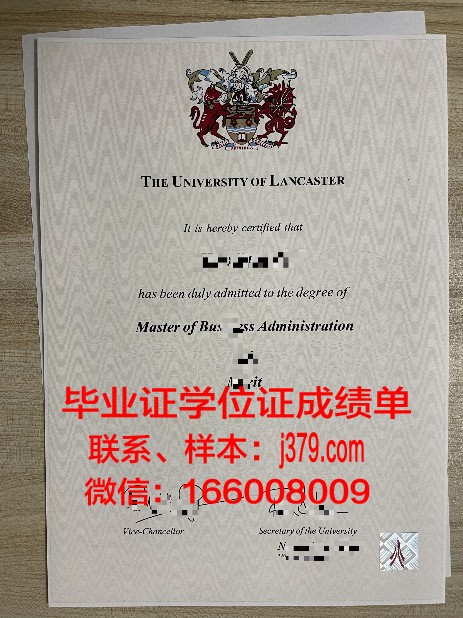 THE UNIVERSITY OF LANCASTER
It is hereby certified that
has been duly admitted to the degree of
Master of Administration
毕业证学位证成绩单
联系、样本：j379.com
微信：166008009
Vice-Chancellor
Secretary of the University